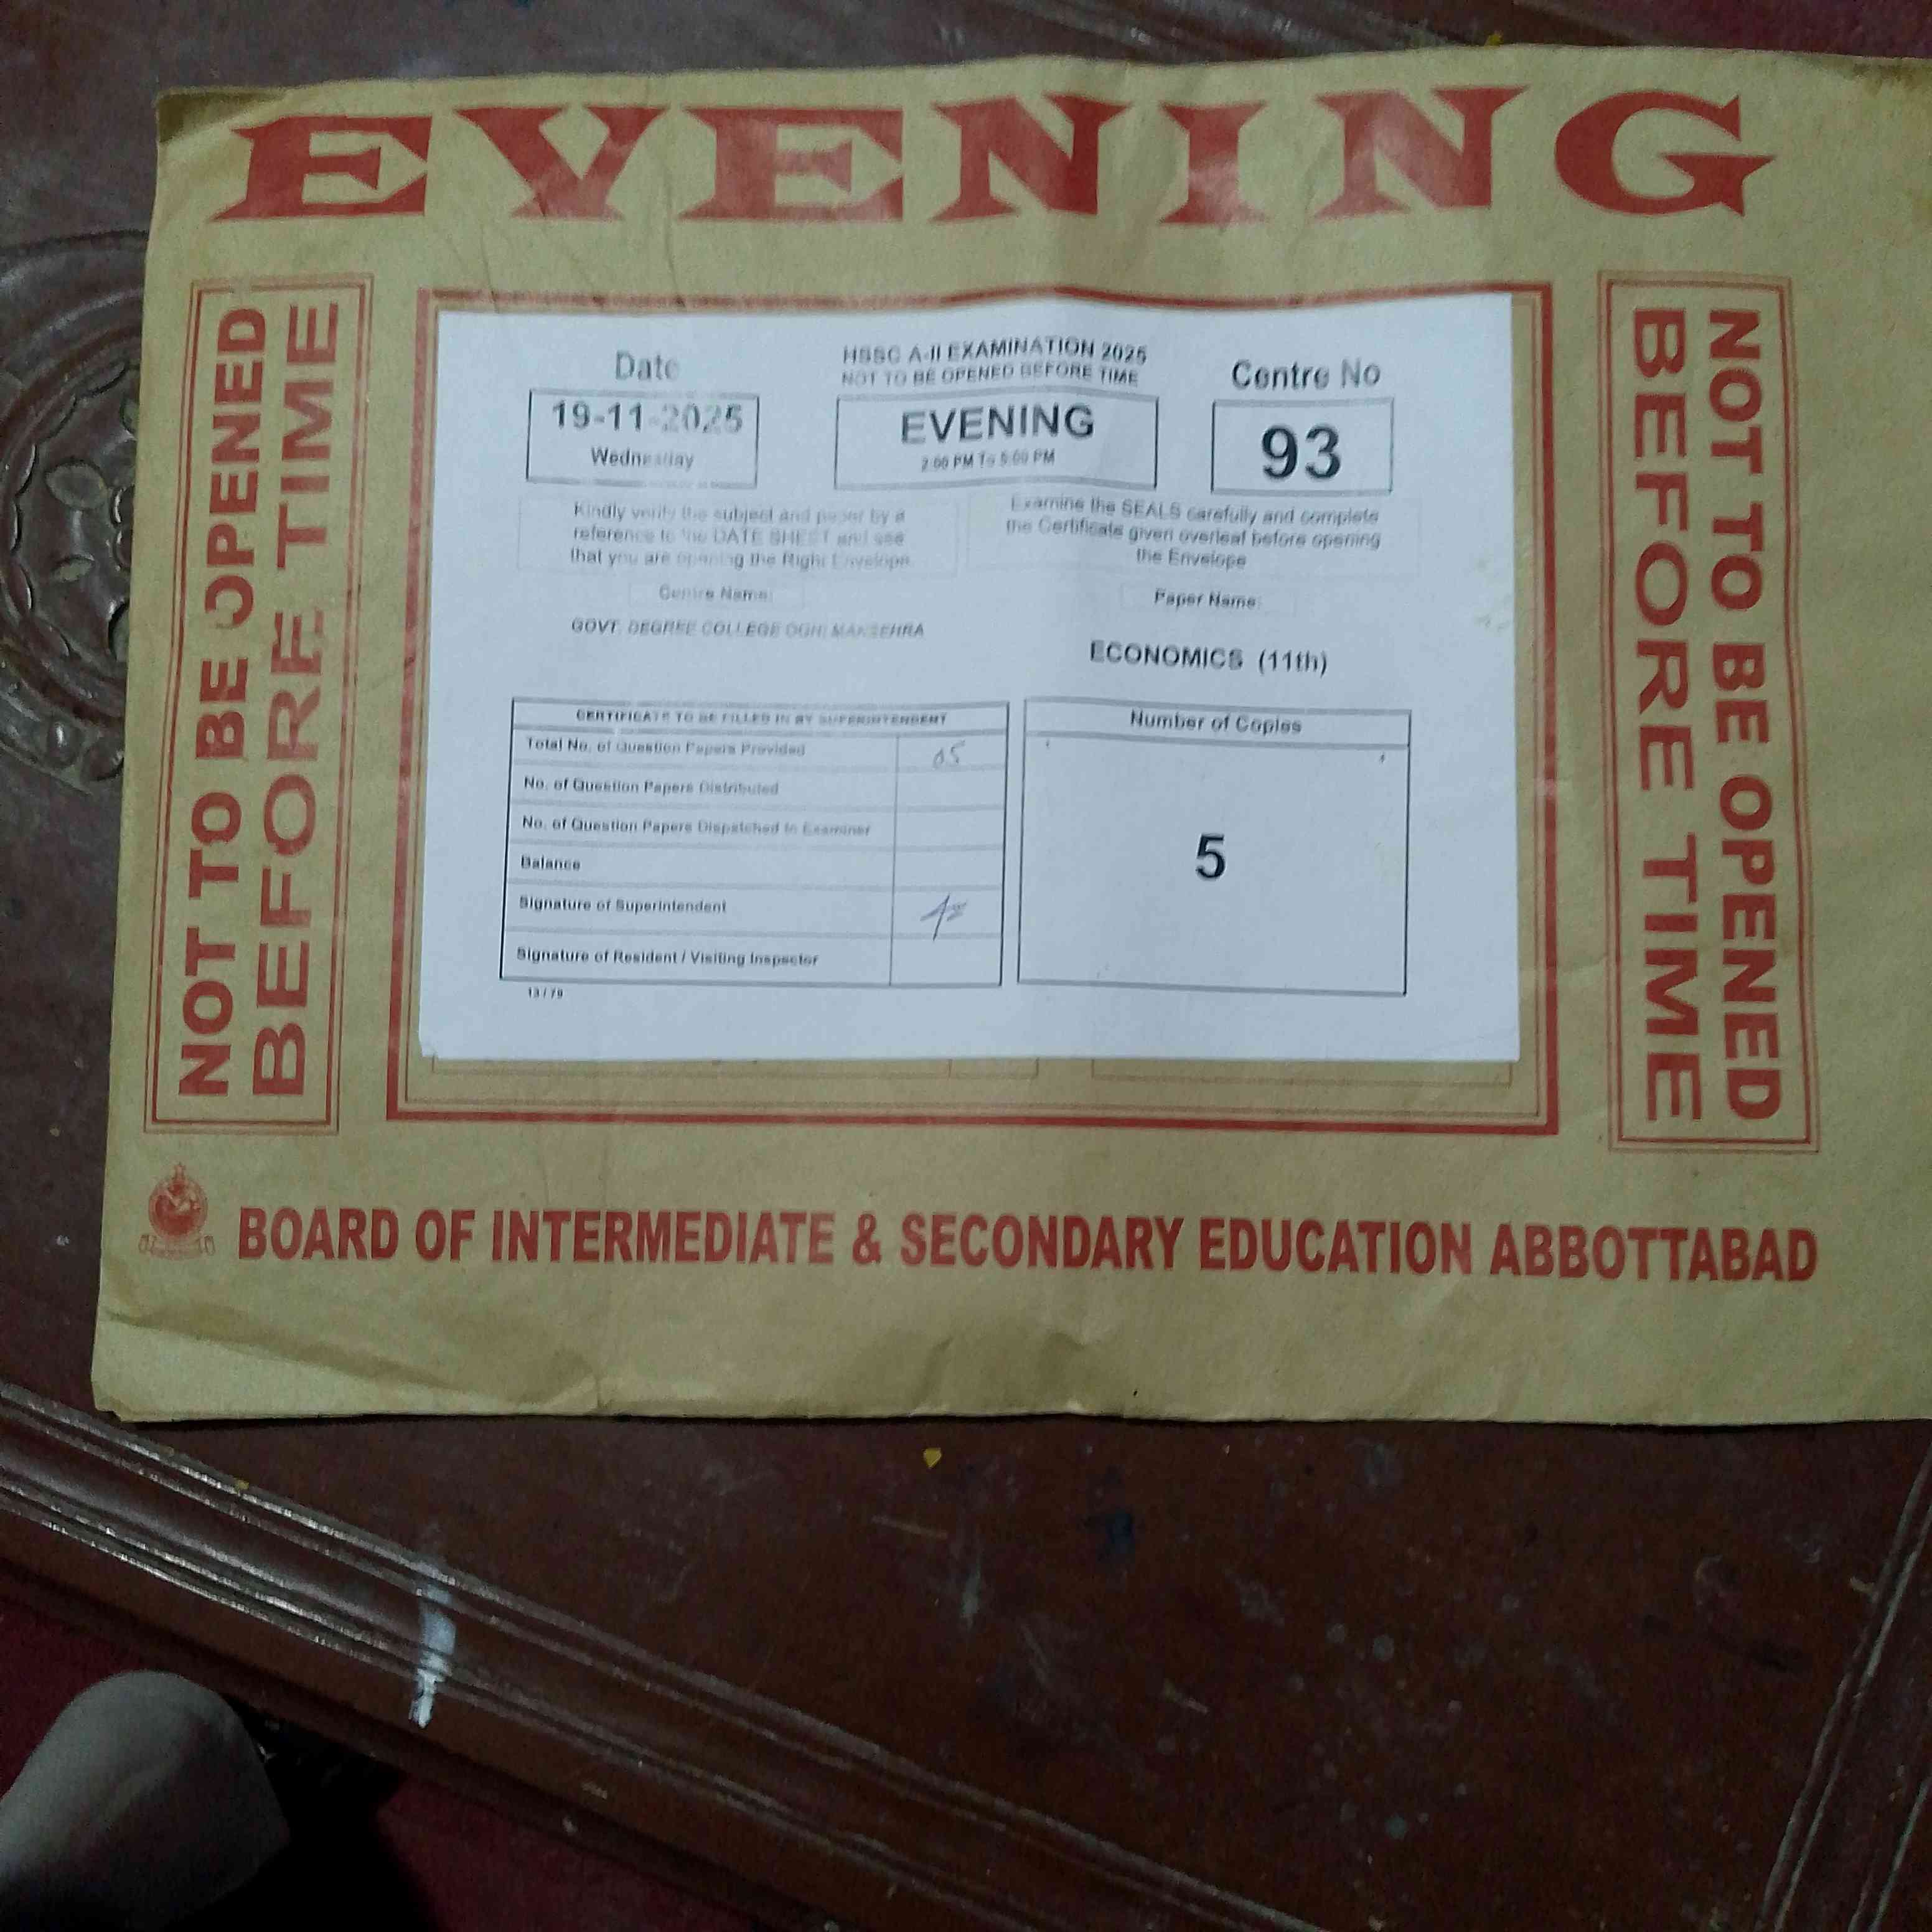 EVENING
NOT TO BE OPENED
BEFORE TIME
Date
19-11-2025
Wednesday
HSSC A-II EXAMINATION 2025
NOT TO BE OPENED BEFORE TIME
EVENING
2:00 PM To 5:00 PM
Centre No
93
Kindly verify the subject and paper by a
reference to the DATE SHEET and see
that you are opening the Right Envelope
Examine the SEALS carefully and complete
the Certificate given overleaf before opening
the Envelope
Centre Name:
GOVT. DEGREE COLLEGE OGHI MANSEHRA
Paper Name:
ECONOMICS (11th)
CERTIFICATE TO BE FILLED IN BY SUPERINTENDENT
Total No. of Question Papers Provided 05
No. of Question Papers Distributed
No. of Question Papers Dispatched to Examiner
Balance
Signature of Superintendent
Signature of Resident / Visiting Inspector
13 / 79
Number of Copies
5
NOT TO BE OPENED
BEFORE TIME
BOARD OF INTERMEDIATE & SECONDARY EDUCATION ABBOTTABAD